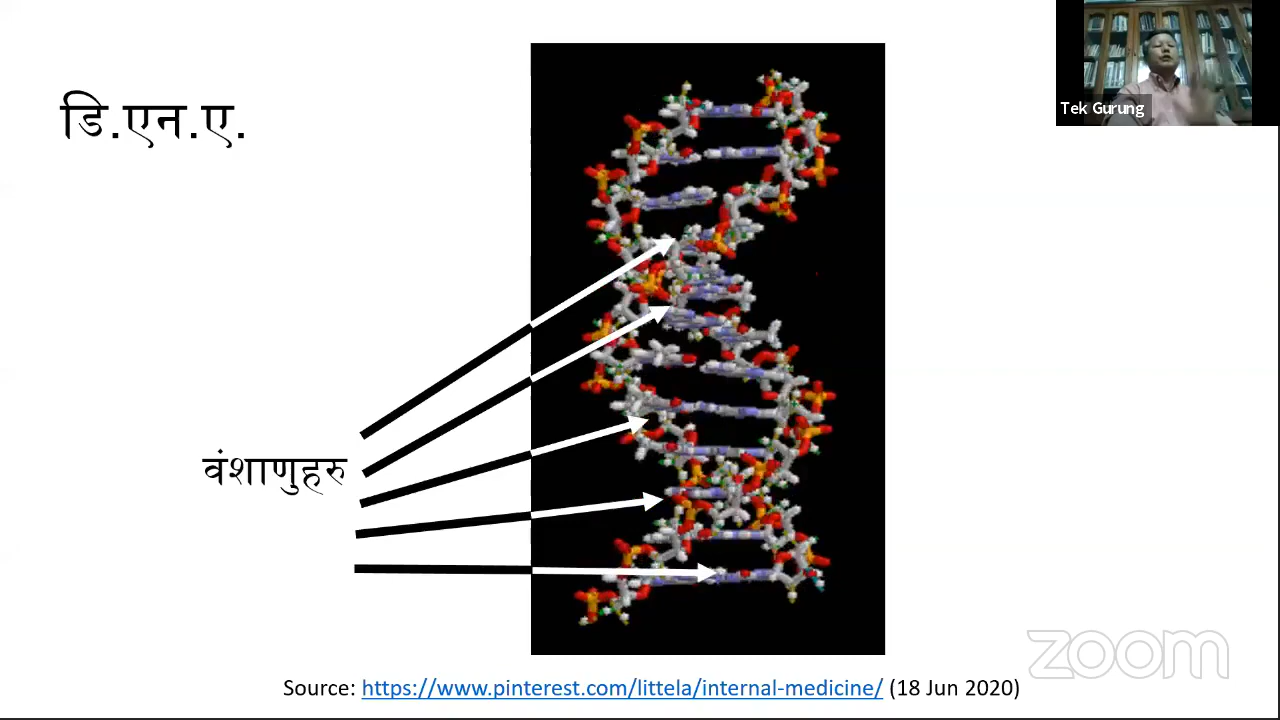 डि.एन.ए.
Tek Gurung
वंशाणुहरु
zoom
Source: https://www.pinterest.com/littela/internal-medicine/ (18 Jun 2020)